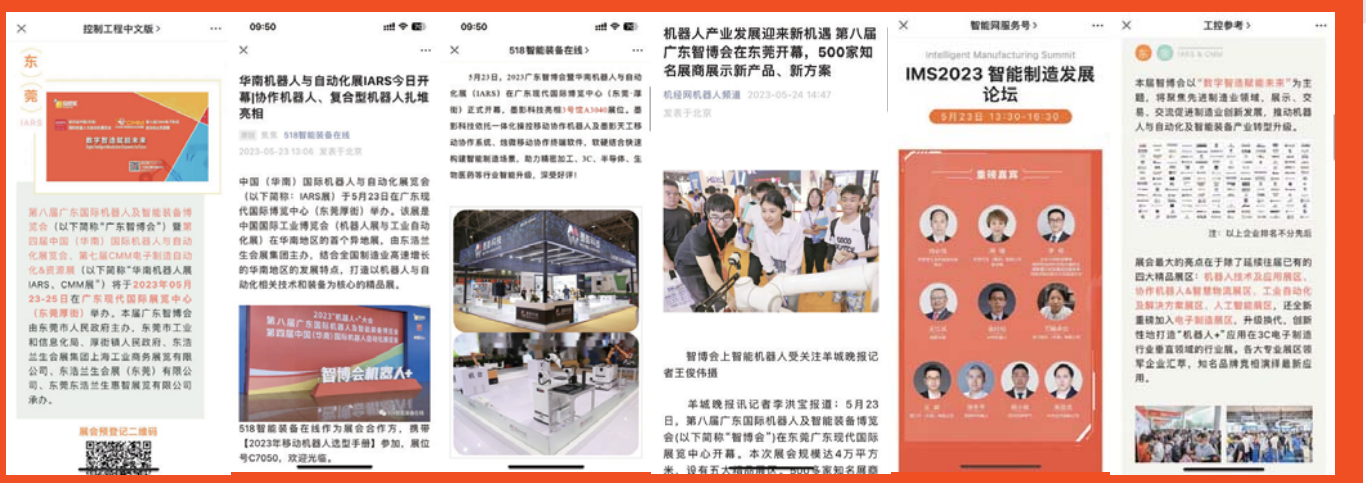 控制工程中文版>
东
莞
IARS
数字智造赋能未来
第八届广东国际机器人及智能装备博
览会（以下简称“广东智博会”）暨第
四届中国（华南）国际机器人与自动
化展览会、第七届CMM电子制造自动
化&资源展（以下简称“华南机器人展
IARS、CMM展”）将于2023年05月
23-25日在广东现代国际展览中心
（东莞厚街）举办。本届广东智博会
由东莞市人民政府主办，东莞市工业
和信息化局、厚街镇人民政府、东浩
兰生会展集团上海工业商务展览有限
公司、东浩兰生会展（东莞）有限公
司、东莞东浩兰生惠智展览有限公司
承办。
展会预登记二维码
09:50
华南机器人与自动化展IARS今日开
幕|协作机器人、复合型机器人扎堆
亮相
518智能装备在线
2023-05-23 13:06 发表于北京
中国（华南）国际机器人与自动化展览会
（以下简称：IARS展）于5月23日在广东现
代国际博览中心（东莞厚街）举办。该展是
中国国际工业博览会（机器人展与工业自动
化展）在华南地区的首个异地展，由东浩兰
生会展集团主办，结合全国制造业高速增长
的华南地区的发展特点，打造以机器人与自
动化相关技术和装备为核心的精品展。
2023“机器人+”大会
第八届广东国际机器人及智能装备博览会
第四届中国(华南)国际机器人与自动化展览会
智博会机器人+
518智能装备在线作为展会合作方，携带
【2023年移动机器人选型手册】参加，展位
号C7050，欢迎光临。
09:50
518智能装备在线>
5月23日，2023广东智博会暨华南机器人与自动
化展（IARS）在广东现代国际博览中心（东莞·厚
街）正式开幕。墨影科技亮相3号馆A3040展位。墨
影科技依托一体化操控移动协作机器人及墨影天工移
动协作系统、烛微移动协作终端软件，软硬结合快速
构建智能制造场景，助力精密加工、3C、半导体、生
物医药等行业智能升级，深受好评！
机器人产业发展迎来新机遇 第八届
广东智博会在东莞开幕，500家知
名展商展示新产品、新方案
机经网机器人频道 2023-05-24 14:47
发表于北京
智博会上智能机器人受关注羊城晚报记
者王俊伟摄
羊城晚报讯记者李洪宝报道：5月23
日，第八届广东国际机器人及智能装备博览
会(以下简称“智博会”)在东莞广东现代国际
展览中心开幕。本次展会规模达4万平方
米，设有五大精品展区，500多家知名展商
智能网服务号>
Intelligent Manufacturing Summit
IMS2023 智能制造发展
论坛
5月23日 13:30-16:30
重磅嘉宾
工控参考>
东 莞 IARS & CMM
本届智博会以“数字智造赋能未来”为主
题，将聚焦先进制造业领域，展示、交
易、交流促进制造业创新发展，推动机器
人与自动化及智能装备产业转型升级。
注：以上企业排名不分先后
展会最大的亮点在于除了延续往届已有的
四大精品展区：机器人技术及应用展区、
协作机器人&智慧物流展区、工业自动化
及解决方案展区、人工智能展区，还全新
重磅加入电子制造展区，升级换代，创新
性地打造“机器人+”应用在3C电子制造
行业垂直领域的行业展。各大专业展区领
军企业汇萃，知名品牌竞相演绎最新应
用。